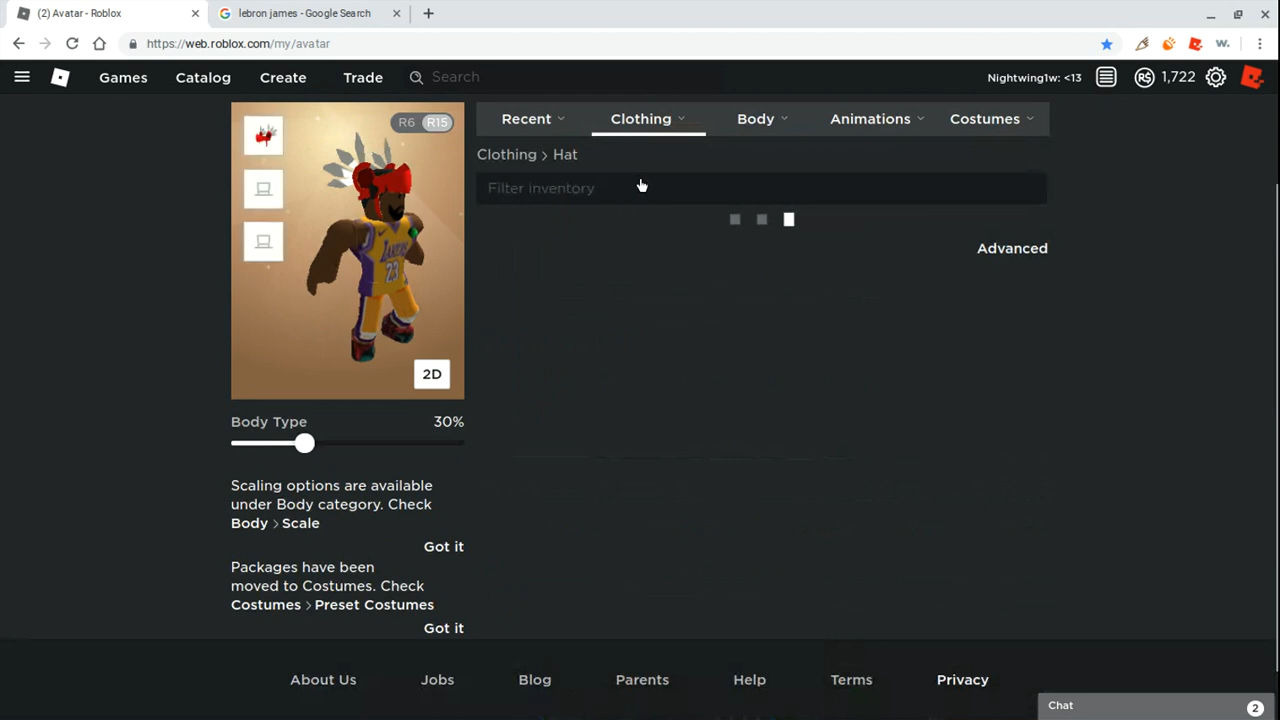 (2) Avatar - Roblox
lebron james - Google Search
https://web.roblox.com/my/avatar
Games Catalog Create Trade Search Nightwing1w: <13 R$ 1,722
R6 R15
LAKERS
23
2D
Recent Clothing Body Animations Costumes
Clothing > Hat
Filter inventory
Advanced
Body Type 30%
Scaling options are available
under Body category. Check
Body > Scale
Got it
Packages have been
moved to Costumes. Check
Costumes > Preset Costumes
Got it
About Us Jobs Blog Parents Help Terms Privacy
Chat 2